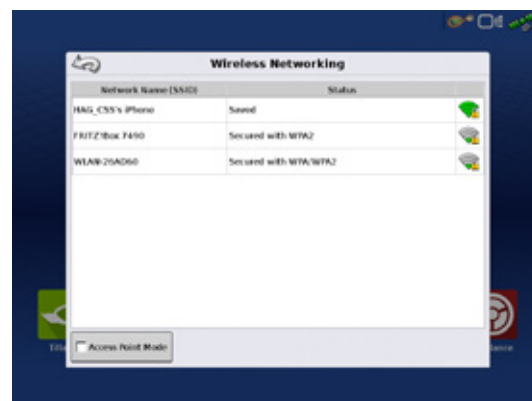 Wireless Networking
Network Name (SSID) Status
HAG_CSS's iPhone Saved
FRITZ!Box 7490 Secured with WPA2
WLAN-26AD60 Secured with WPA/WPA2
Access Point Mode